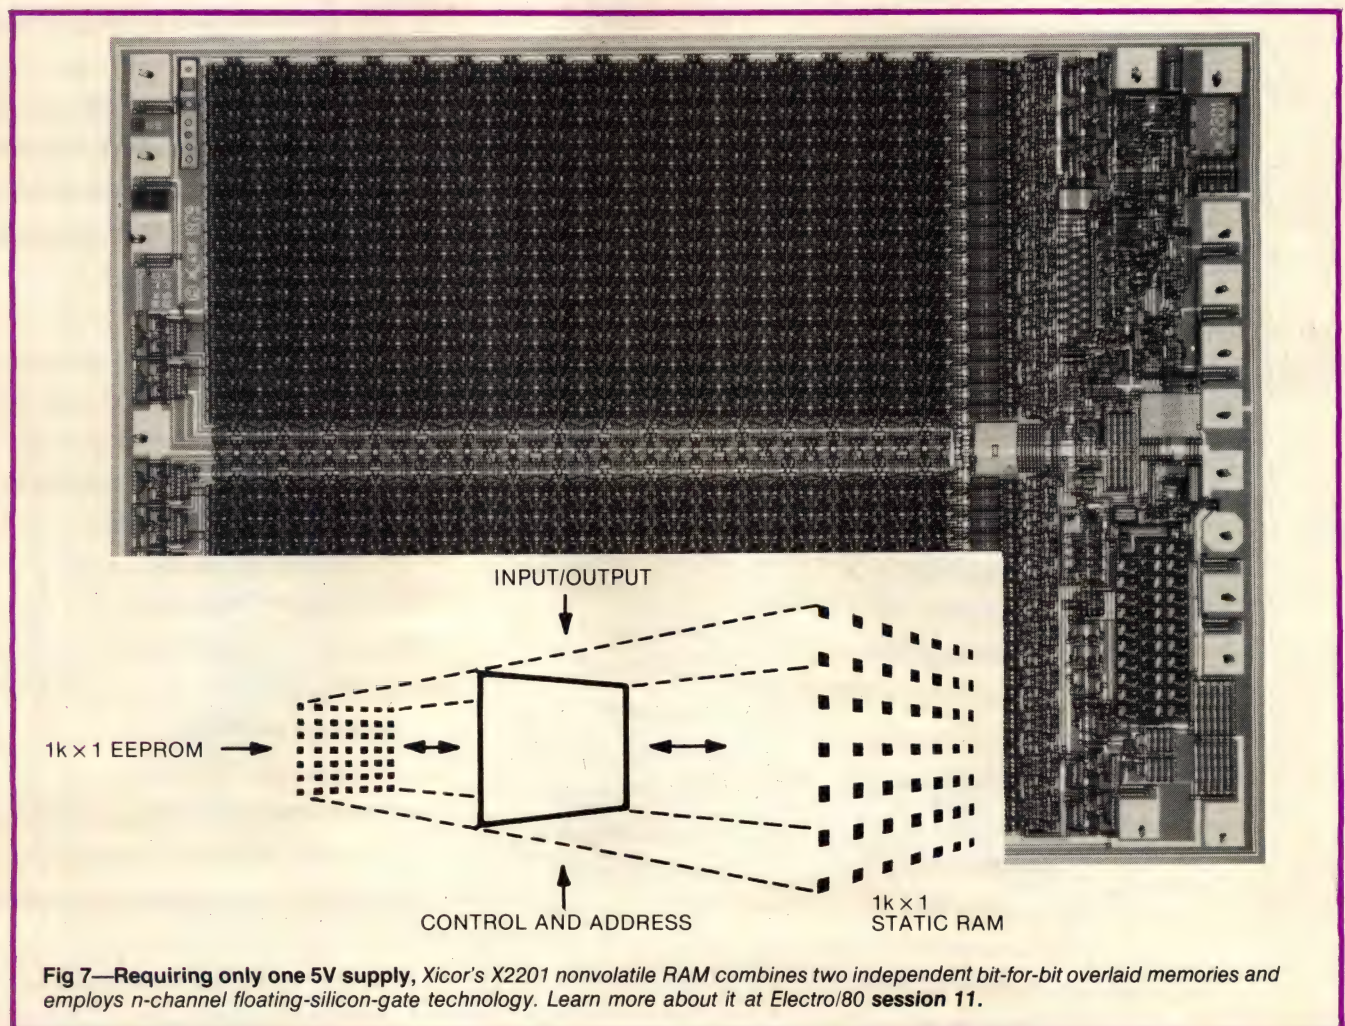 INPUT/OUTPUT
1k × 1 EEPROM
CONTROL AND ADDRESS
1k × 1
STATIC RAM
Fig 7—Requiring only one 5V supply, Xicor's X2201 nonvolatile RAM combines two independent bit-for-bit overlaid memories and
employs n-channel floating-silicon-gate technology. Learn more about it at Electro/80 session 11.